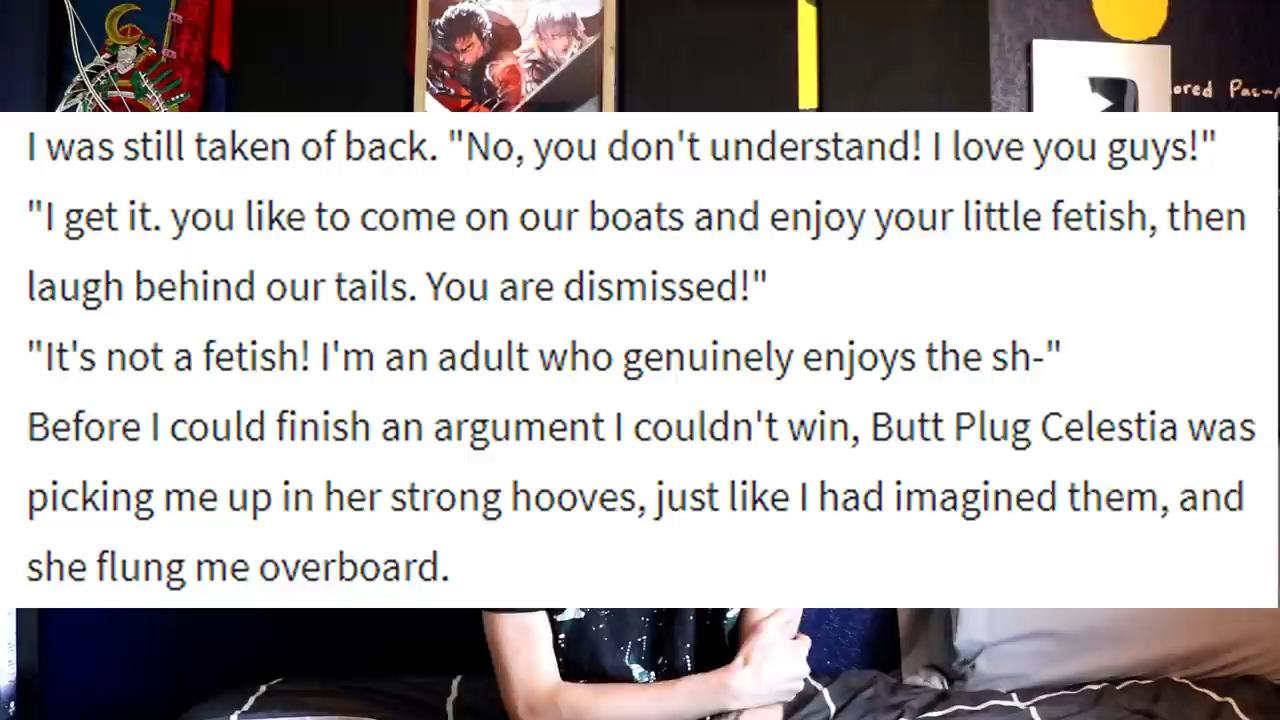 ored Pac-
I was still taken of back. "No, you don't understand! I love you guys!"
"I get it. you like to come on our boats and enjoy your little fetish, then
laugh behind our tails. You are dismissed!"
"It's not a fetish! I'm an adult who genuinely enjoys the sh-"
Before I could finish an argument I couldn't win, Butt Plug Celestia was
picking me up in her strong hooves, just like I had imagined them, and
she flung me overboard.